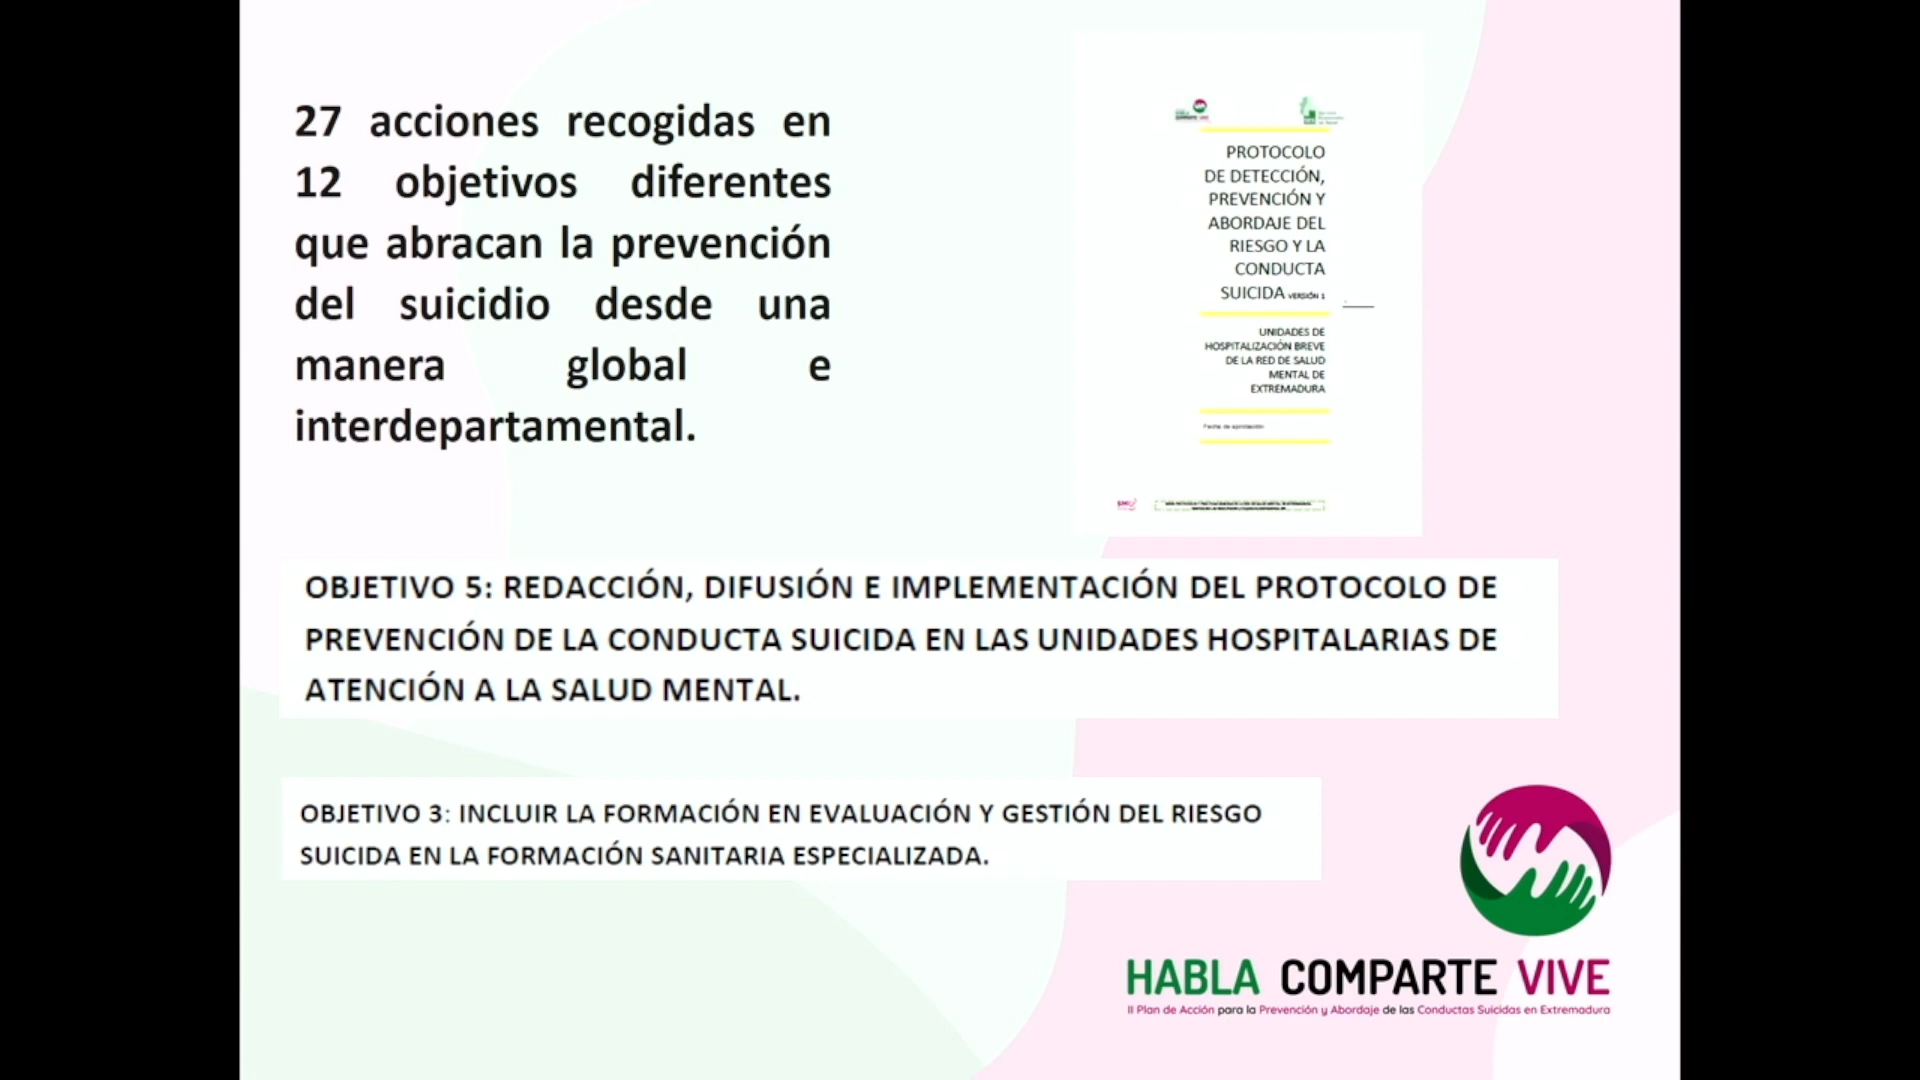 27 acciones recogidas en
12 objetivos diferentes
que abracan la prevención
del suicidio desde una
manera global e
interdepartamental.
PROTOCOLO
DE DETECCIÓN,
PREVENCIÓN Y
ABORDAJE DEL
RIESGO Y LA
CONDUCTA
SUICIDA VERSIÓN 1
UNIDADES DE
HOSPITALIZACIÓN BREVE
DE LA RED DE SALUD
MENTAL DE
EXTREMADURA
Fecha de aprobación:
OBJETIVO 5: REDACCIÓN, DIFUSIÓN E IMPLEMENTACIÓN DEL PROTOCOLO DE
PREVENCIÓN DE LA CONDUCTA SUICIDA EN LAS UNIDADES HOSPITALARIAS DE
ATENCIÓN A LA SALUD MENTAL.
OBJETIVO 3: INCLUIR LA FORMACIÓN EN EVALUACIÓN Y GESTIÓN DEL RIESGO
SUICIDA EN LA FORMACIÓN SANITARIA ESPECIALIZADA.
HABLA COMPARTE VIVE
II Plan de Acción para la Prevención y Abordaje de las Conductas Suicidas en Extremadura